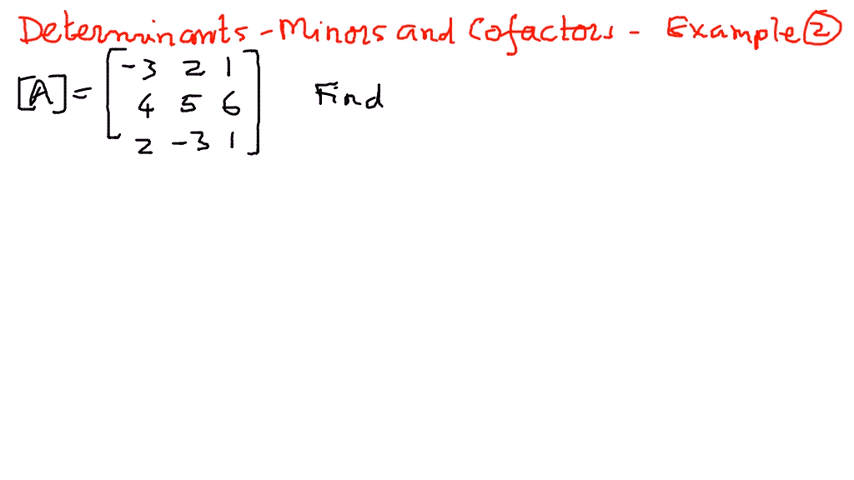 Determinants - Minors and Cofactors - Example 2
[A] = [-3 2 1
4 5 6
2 -3 1] Find